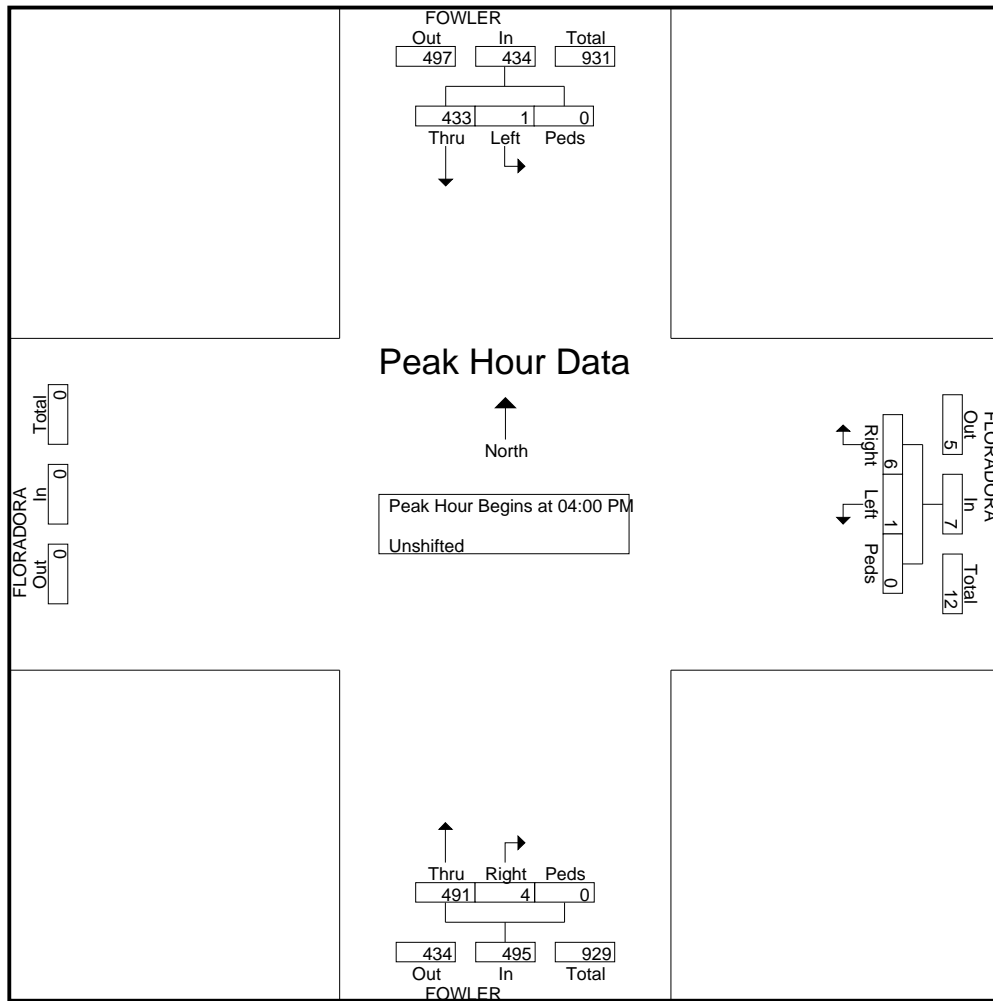 FOWLER
Out In Total
497 434 931
433 1 0
Thru Left Peds
Peak Hour Data
North
Peak Hour Begins at 04:00 PM
Unshifted
FLORADORA
Total In Out
0 0 0
FLORADORA
Out In Total
5 7 12
Right Left Peds
6 1 0
Thru Right Peds
491 4 0
434 495 929
Out In Total
FOWLER